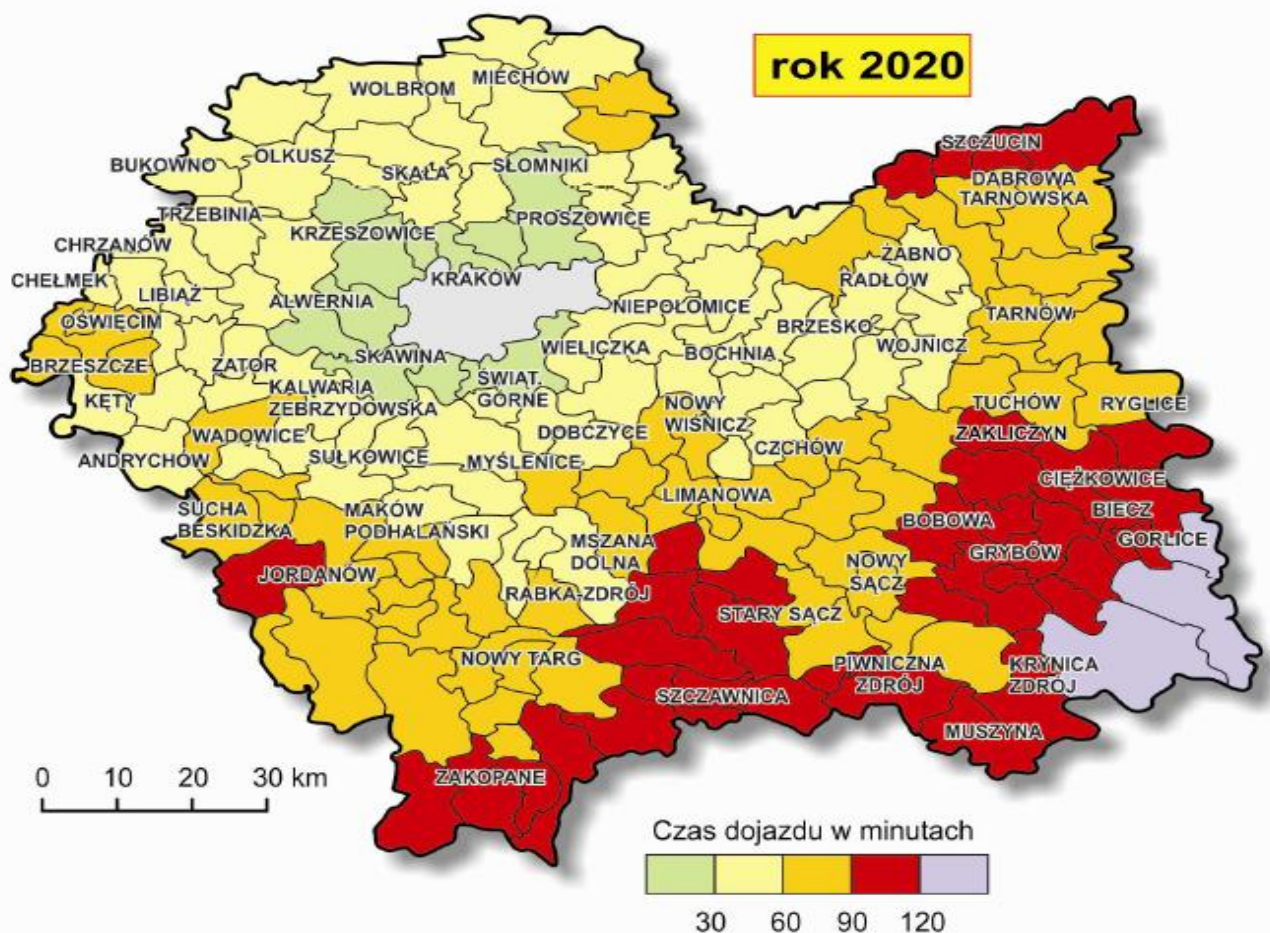 rok 2020
MIECHÓW
WOLBROM
SZCZUCIN
BUKOWNO
OLKUSZ
SKAŁA
SŁOMNIKI
DĄBROWA
TARNOWSKA
TRZEBINIA
KRZESZOWICE
PROSZOWICE
CHRZANÓW
CHEŁMEK
LIBIĄŻ
ALWERNIA
KRAKÓW
NIEPOŁOMICE
ŻABNO
RADŁÓW
OŚWIĘCIM
BRZESKO
TARNÓW
BRZESZCZE
ZATOR
SKAWINA
WIELICZKA
BOCHNIA
WOJNICZ
KĘTY
KALWARIA
ZEBRZYDOWSKA
ŚWIĄT.
GÓRNE
NOWY
WIŚNICZ
TUCHÓW
RYGLICE
WADOWICE
DOBCZYCE
ZAKLICZYN
ANDRYCHÓW
SUŁKOWICE
MYŚLENICE
CZCHÓW
CIĘŻKOWICE
SUCHA
BESKIDZKA
MAKÓW
PODHALAŃSKI
LIMANOWA
BOBOWA
BIECZ
GORLICE
MSZANA
DOLNA
GRYBÓW
JORDANÓW
RABKA-ZDRÓJ
NOWY
SĄCZ
STARY SĄCZ
NOWY TARG
PIWNICZNA
ZDRÓJ
KRYNICA
ZDRÓJ
SZCZAWNICA
MUSZYNA
ZAKOPANE
0 10 20 30 km
Czas dojazdu w minutach
30 60 90 120